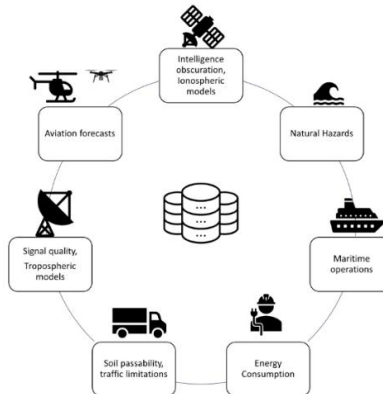 Intelligence
obscuration,
Ionospheric
models
Aviation forecasts
Natural Hazards
Signal quality,
Tropospheric
models
Maritime
operations
Soil passability,
traffic limitations
Energy
Consumption
...
...
...